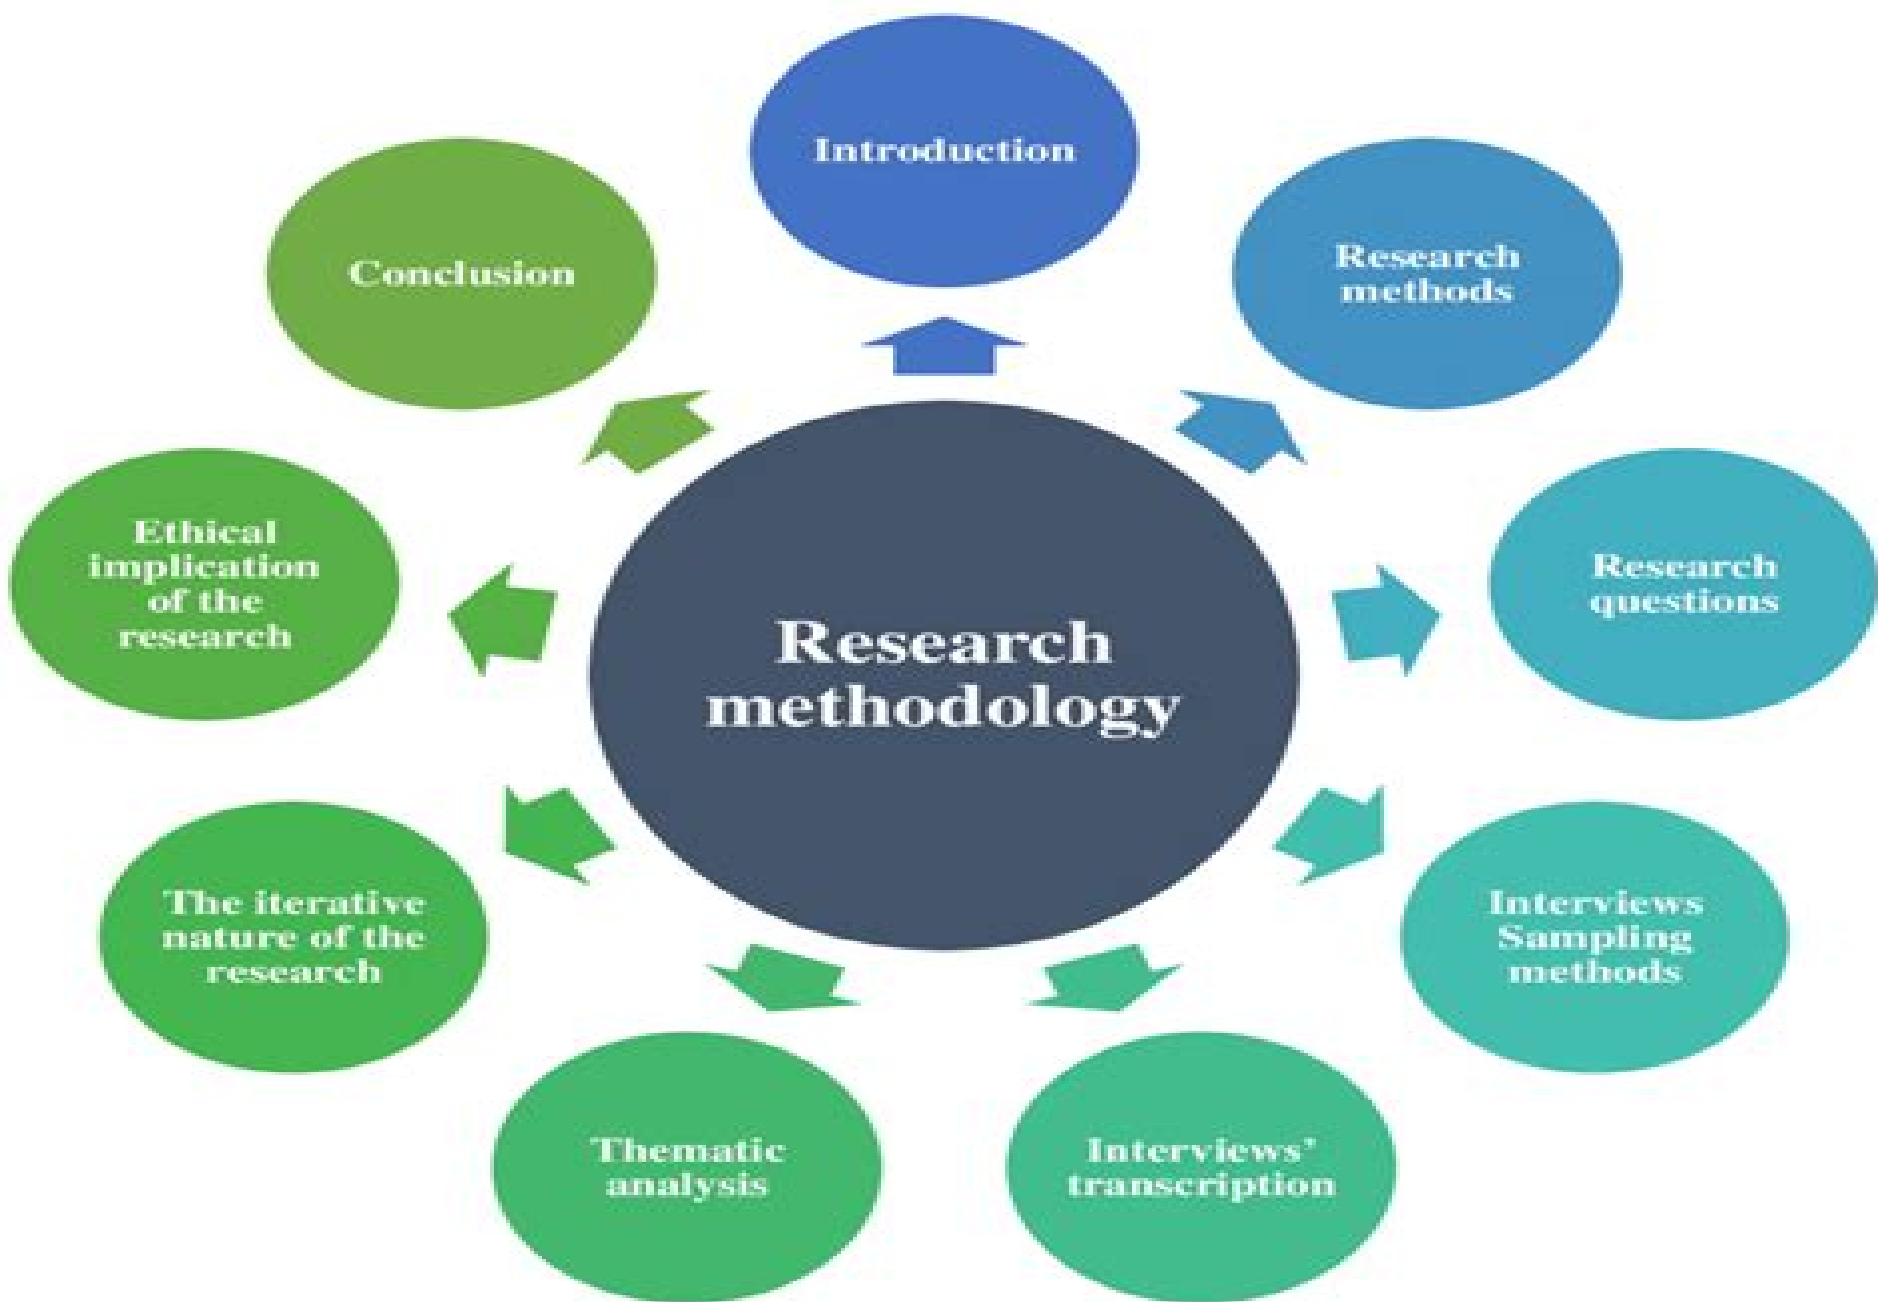 Introduction
Research
methods
Research
questions
Interviews
Sampling
methods
Interviews’
transcription
Thematic
analysis
The iterative
nature of the
research
Ethical
implication
of the
research
Conclusion
Research
methodology